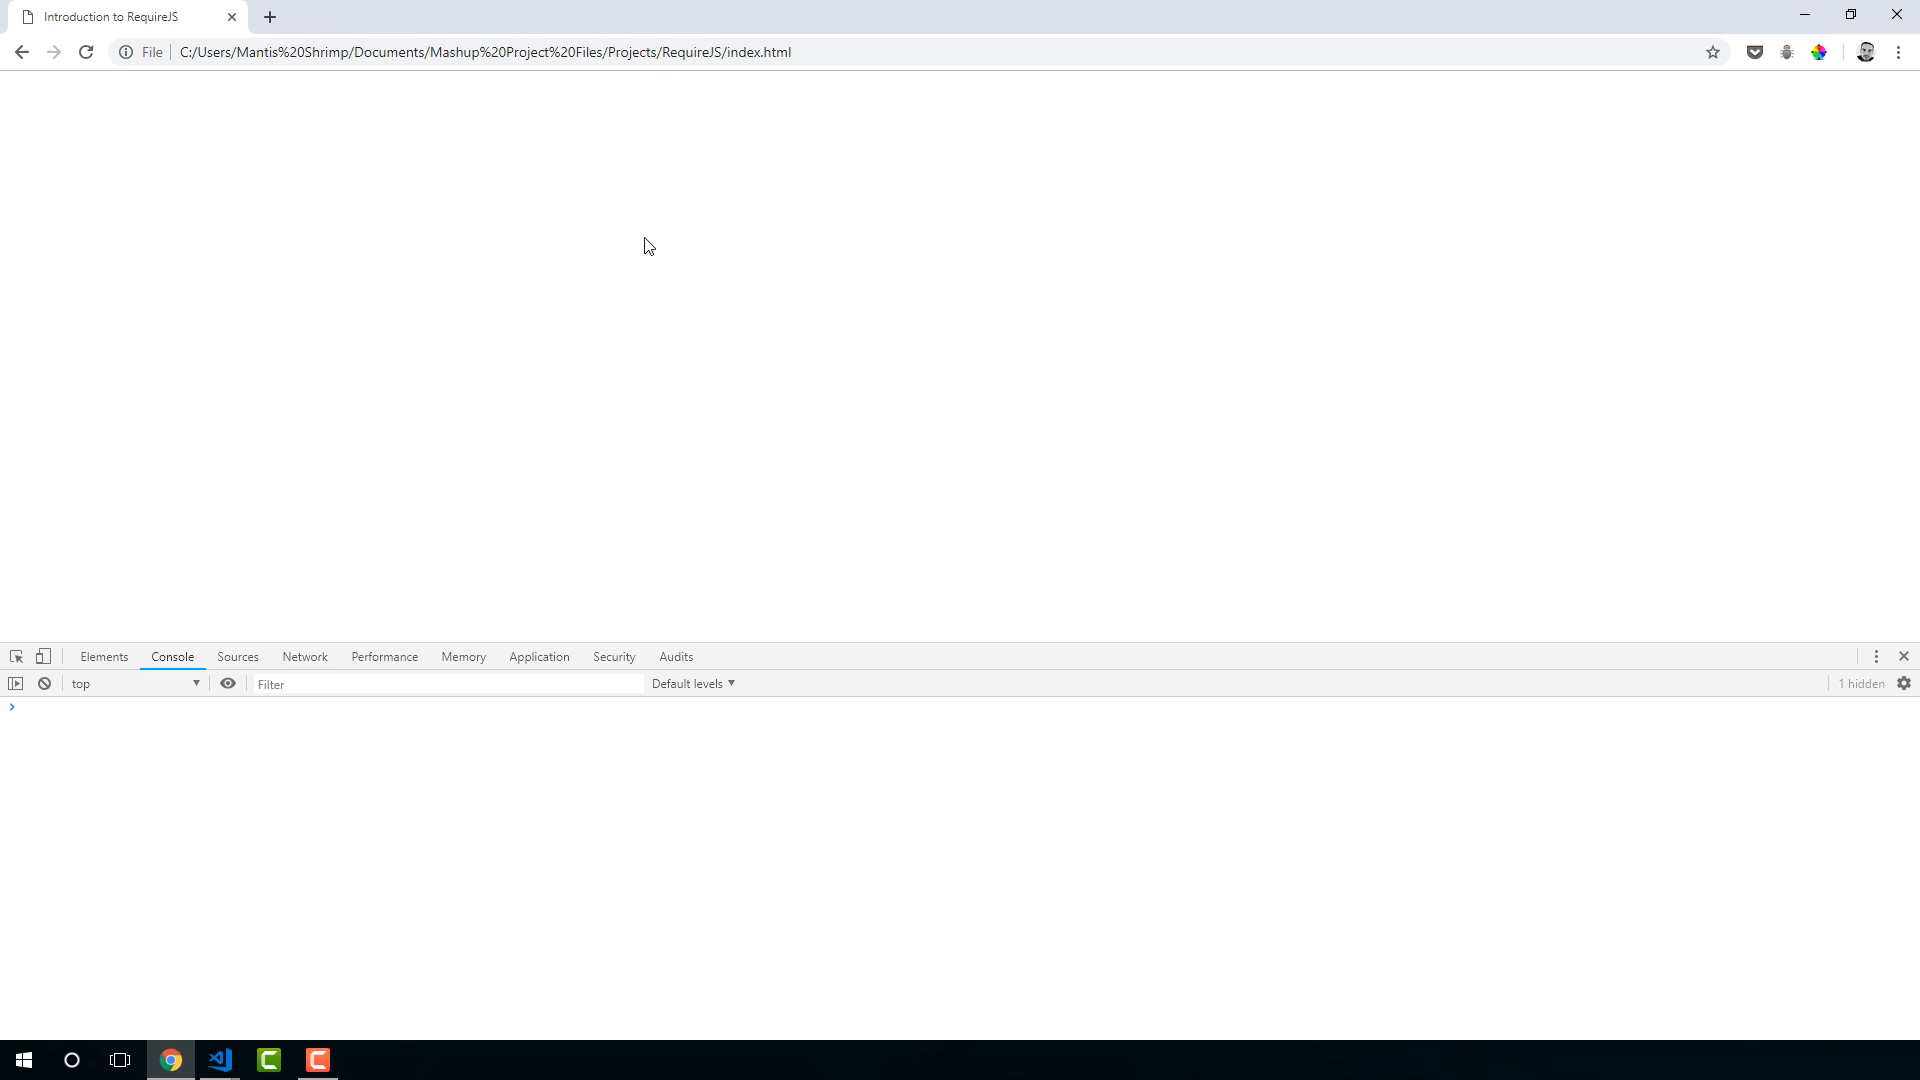 Introduction to RequireJS
File C:/Users/Mantis%20Shrimp/Documents/Mashup%20Project%20Files/Projects/RequireJS/index.html
Elements Console Sources Network Performance Memory Application Security Audits
top Filter Default levels 1 hidden